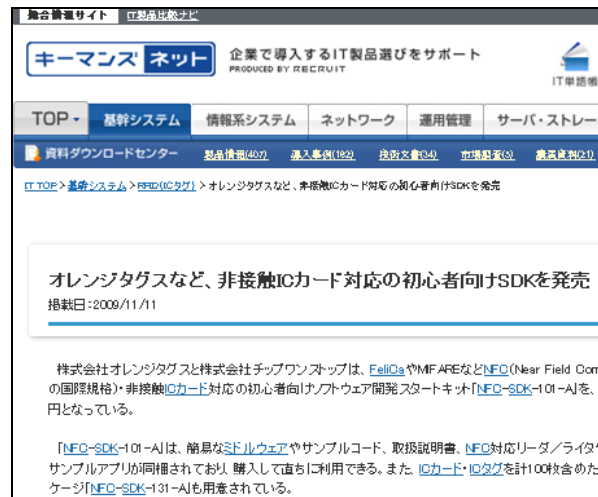 総合情報サイト IT製品比較ナビ
キーマンズネット 企業で導入するIT製品選びをサポート
PRODUCED BY RECRUIT
IT単語帳
TOP 基幹システム 情報系システム ネットワーク 運用管理 サーバ・ストレー
資料ダウンロードセンター 製品情報(407) 導入事例(182) 技術文書(34) 市場調査(5) 講演資料(21)
IT TOP > 基幹システム > RFID(ICタグ) > オレンジタグスなど、非接触ICカード対応の初心者向けSDKを発売
オレンジタグスなど、非接触ICカード対応の初心者向けSDKを発売
掲載日:2009/11/11
株式会社オレンジタグスと株式会社チップワンストップは、FeliCaやMIFAREなどNFC(Near Field Com
の国際規格)・非接触ICカード対応の初心者向けソフトウェア開発スタートキット「NFC-SDK-101-A」を、
円となっている。
「NFC-SDK-101-A」は、簡易なミドルウェアやサンプルコード、取扱説明書、NFC対応リーダ/ライタ
サンプルアプリが同梱されており、購入して直ちに利用できる。また、ICカード・ICタグを計100枚含めた
ケージ「NFC-SDK-131-A」も用意されている。